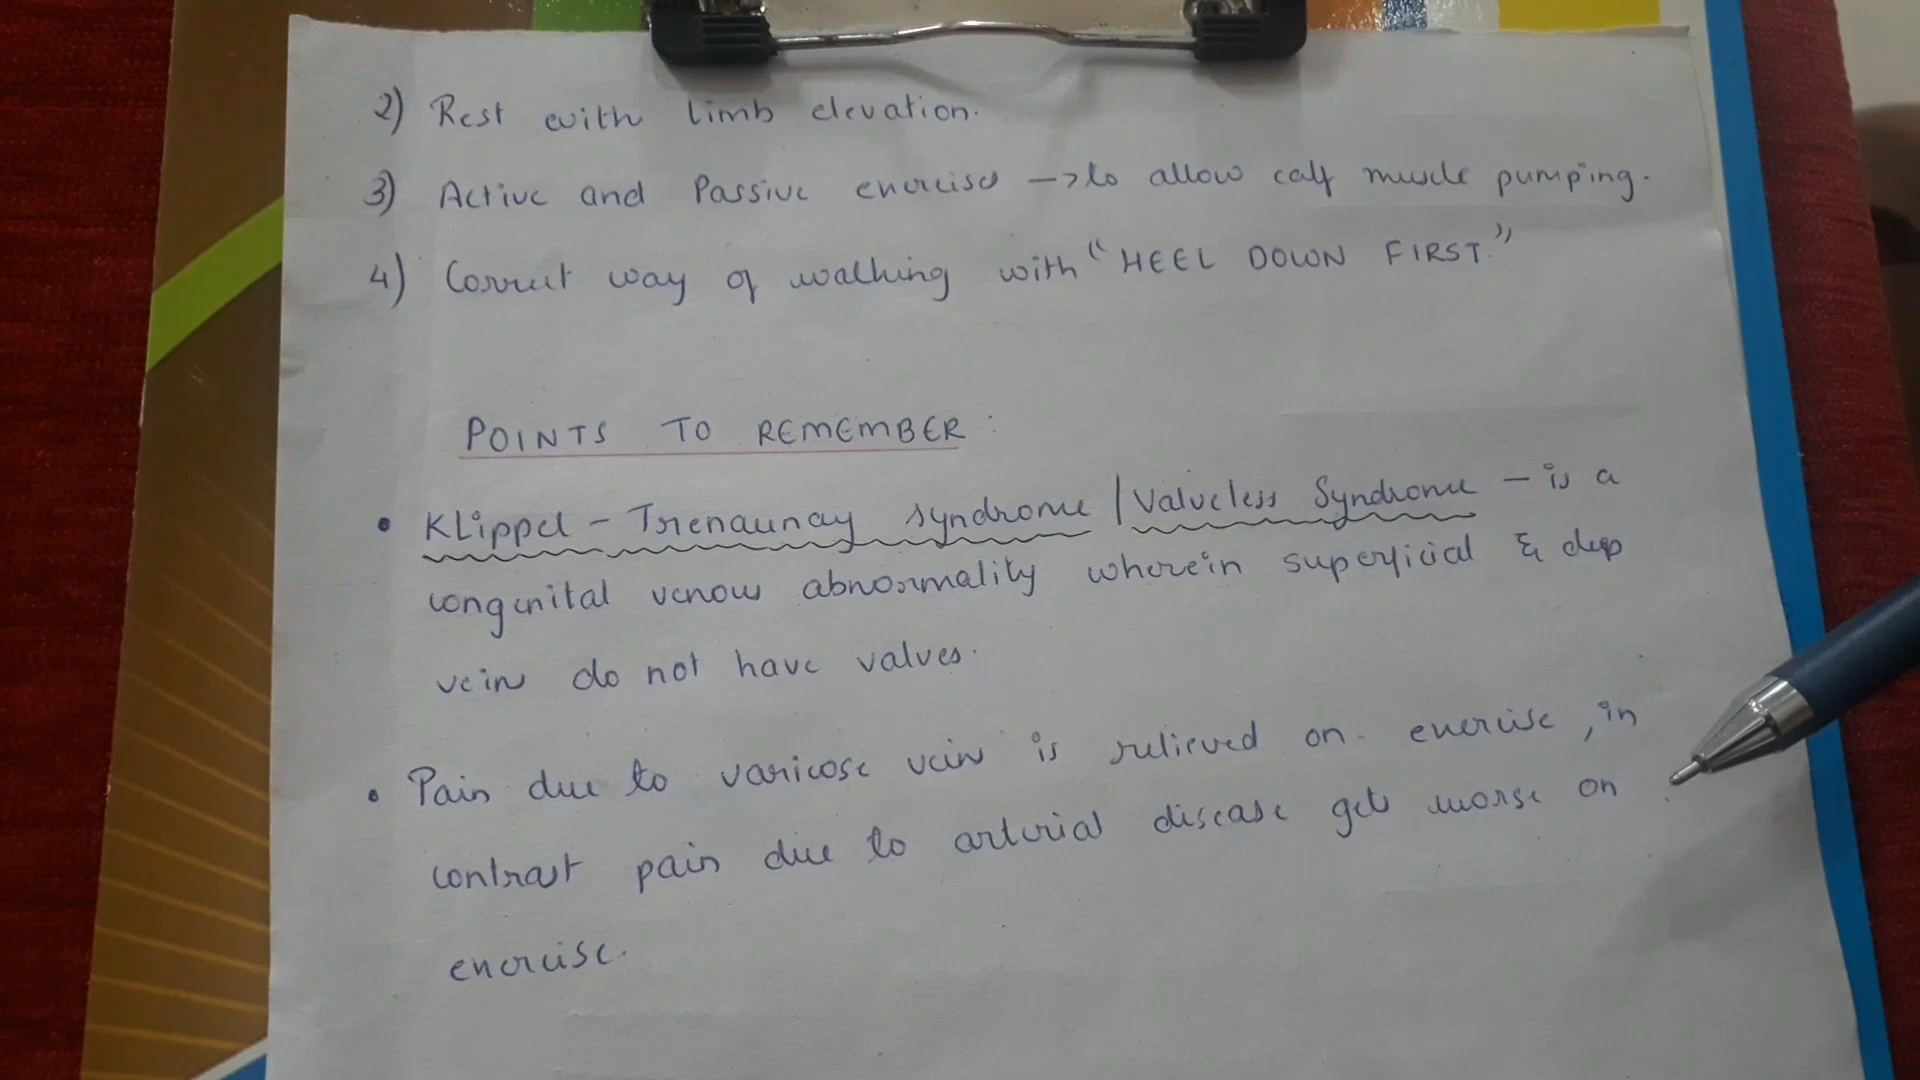 2) Rest with limb elevation.
3) Active and Passive exercises → to allow calf muscle pumping.
4) Correct way of walking with "HEEL DOWN FIRST."
POINTS TO REMEMBER :
• Klippel - Trenaunay syndrome / Valveless Syndrome - is a
congenital venous abnormality wherein superficial & deep
vein do not have valves.
• Pain due to varicose vein is relieved on exercise, in
contrast pain due to arterial disease gets worse on
exercise.